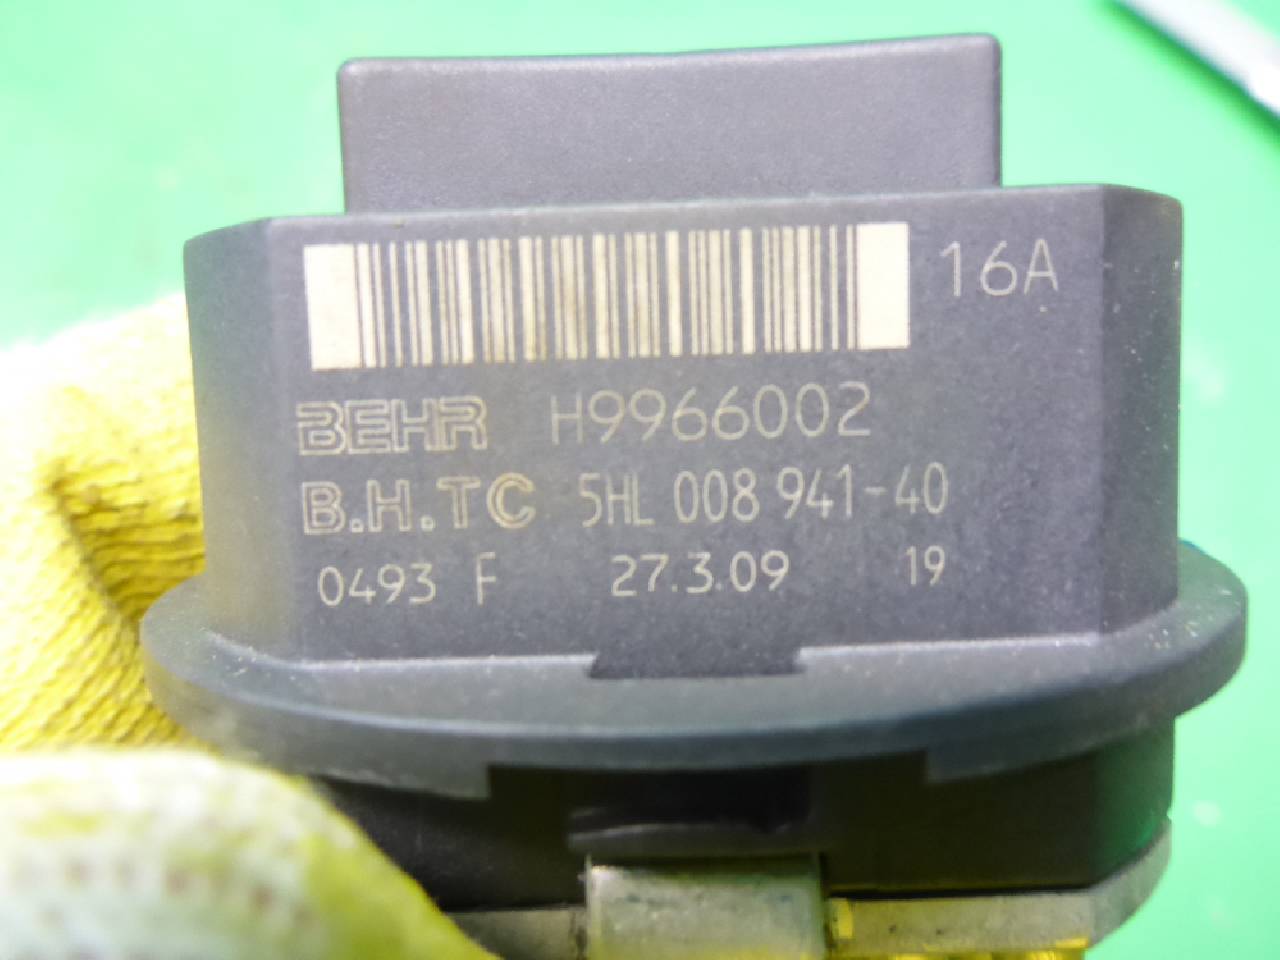 16A
BEHR H9966002
B.H.TC 5HL 008 941-40
0493 F 27.3.09 19